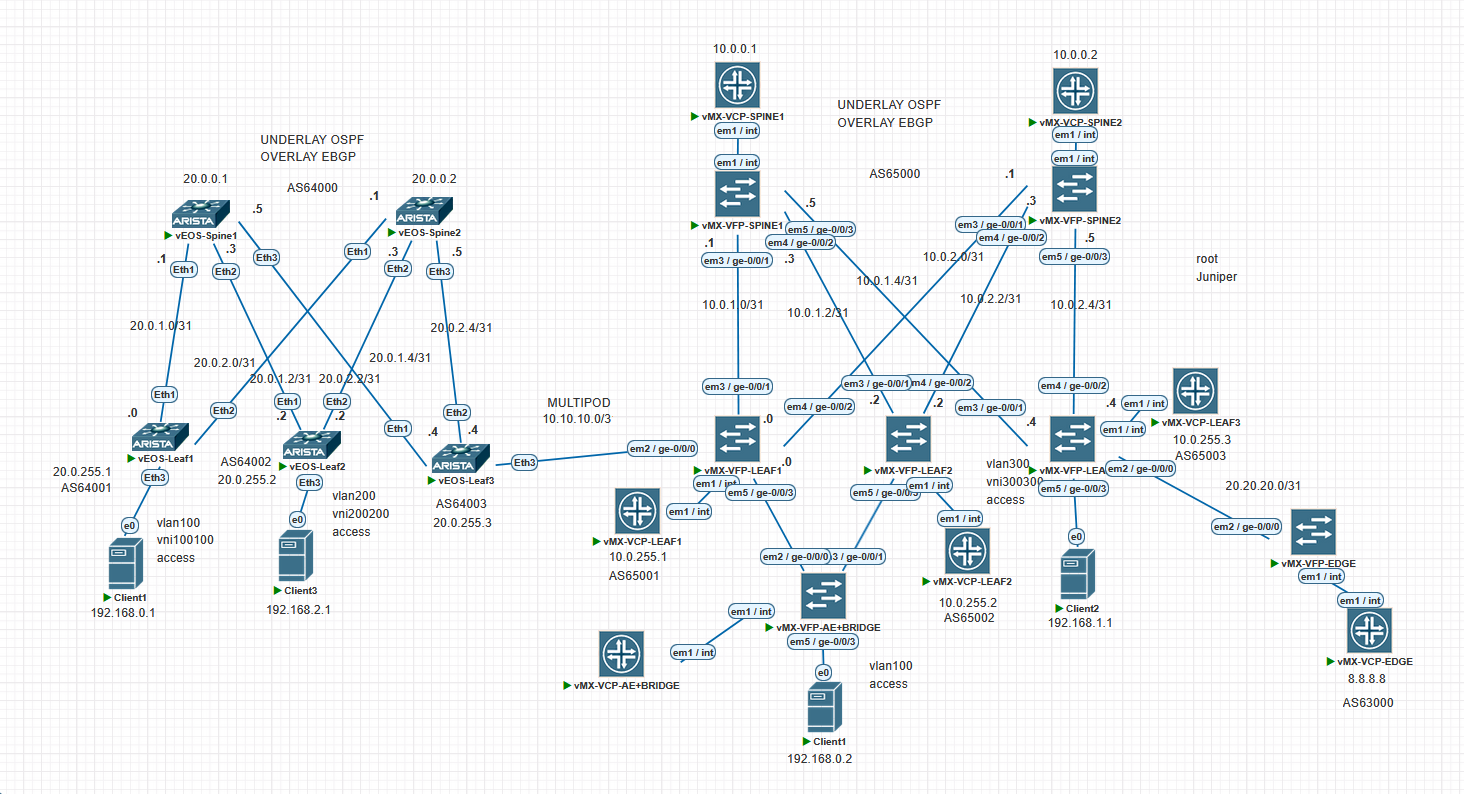 10.0.0.1
10.0.0.2
vMX-VCP-SPINE1
em1 / int
em1 / int
vMX-VFP-SPINE1
.1
em3 / ge-0/0/1
.5
em5 / ge-0/0/3
em4 / ge-0/0/2
.3
UNDERLAY OSPF
OVERLAY EBGP
AS65000
vMX-VCP-SPINE2
em1 / int
em1 / int
vMX-VFP-SPINE2
.1
.3
em3 / ge-0/0/1
em4 / ge-0/0/2
.5
em5 / ge-0/0/3
root
Juniper
UNDERLAY OSPF
OVERLAY EBGP
20.0.0.1
AS64000
20.0.0.2
ARISTA
vEOS-Spine1
.5
.1
ARISTA
vEOS-Spine2
.1
Eth1
.3
Eth2
Eth3
Eth1
.3
Eth2
.5
Eth3
20.0.1.0/31
20.0.2.0/31
20.0.1.2/31
20.0.2.2/31
20.0.1.4/31
20.0.2.4/31
10.0.1.0/31
10.0.1.2/31
10.0.1.4/31
10.0.2.0/31
10.0.2.2/31
10.0.2.4/31
Eth1
.0
Eth2
Eth1
.2
Eth2
.2
Eth1
.4
Eth2
.4
ARISTA
vEOS-Leaf1
20.0.255.1
AS64001
Eth3
ARISTA
vEOS-Leaf2
AS64002
20.0.255.2
Eth3
ARISTA
vEOS-Leaf3
AS64003
20.0.255.3
Eth3
MULTIPOD
10.10.10.0/3
em2 / ge-0/0/0
e0
vlan100
vni100100
access
Client1
192.168.0.1
e0
vlan200
vni200200
access
Client3
192.168.2.1
em3 / ge-0/0/1
.0
em4 / ge-0/0/2
.0
vMX-VFP-LEAF1
em1 / int
em5 / ge-0/0/3
em1 / int
vMX-VCP-LEAF1
10.0.255.1
AS65001
em3 / ge-0/0/1
m4 / ge-0/0/2
.2
.2
vMX-VFP-LEAF2
em5 / ge-0/0/3
em1 / int
em1 / int
vMX-VCP-LEAF2
10.0.255.2
AS65002
em3 / ge-0/0/1
.4
em4 / ge-0/0/2
.4
em1 / int
em1 / int
vMX-VCP-LEAF3
10.0.255.3
AS65003
vMX-VFP-LEA
em2 / ge-0/0/0
em5 / ge-0/0/3
vlan300
vni300300
access
e0
Client2
192.168.1.1
20.20.20.0/31
em2 / ge-0/0/0
vMX-VFP-EDGE
em1 / int
em1 / int
vMX-VCP-EDGE
8.8.8.8
AS63000
em2 / ge-0/0/0
3 / ge-0/0/1
vMX-VFP-AE+BRIDGE
em1 / int
em1 / int
vMX-VCP-AE+BRIDGE
em5 / ge-0/0/3
e0
vlan100
access
Client1
192.168.0.2